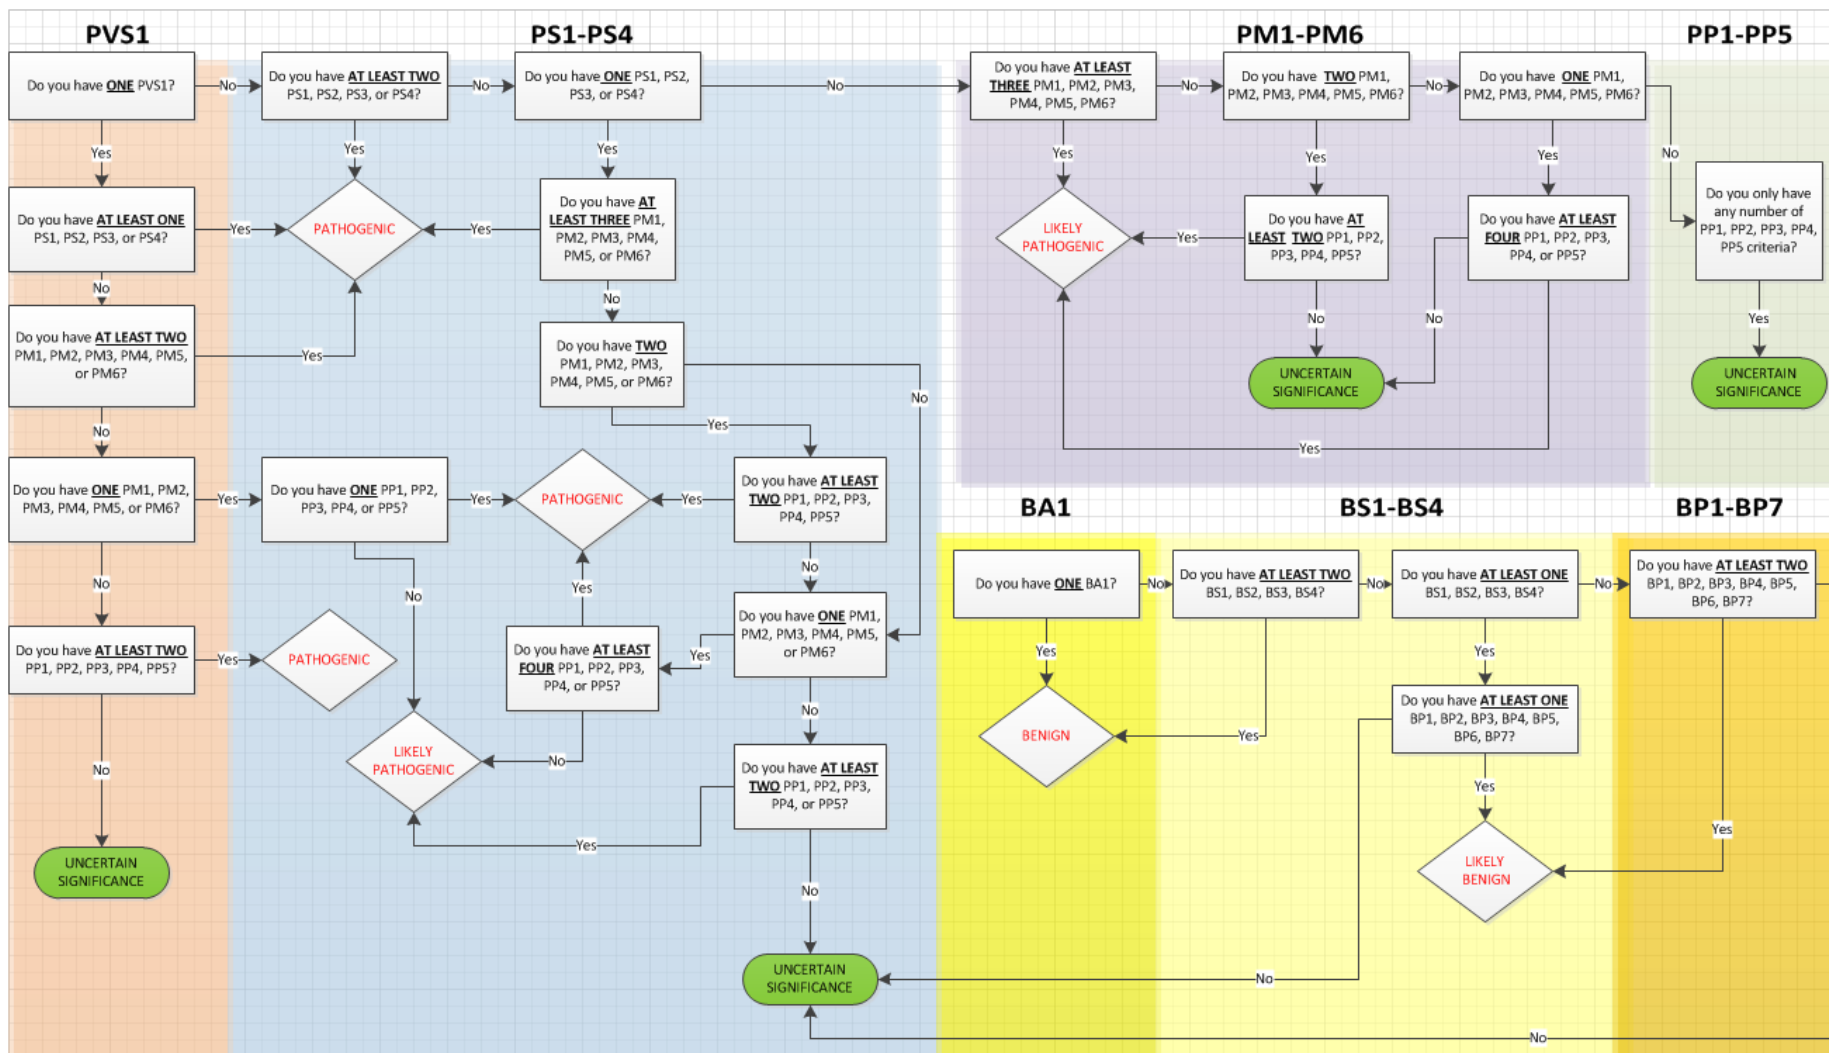 PVS1
Do you have ONE PVS1?
No
Yes
Do you have AT LEAST ONE
PS1, PS2, PS3, or PS4?
Yes
No
Do you have AT LEAST TWO
PM1, PM2, PM3, PM4, PM5,
or PM6?
Yes
No
Do you have ONE PM1, PM2,
PM3, PM4, PM5, or PM6?
Yes
No
Do you have AT LEAST TWO
PP1, PP2, PP3, PP4, PP5?
Yes
No
UNCERTAIN
SIGNIFICANCE
PS1-PS4
Do you have AT LEAST TWO
PS1, PS2, PS3, or PS4?
No
Yes
PATHOGENIC
Do you have ONE PS1, PS2,
PS3, or PS4?
No
Yes
Do you have AT
LEAST THREE PM1,
PM2, PM3, PM4,
PM5, or PM6?
Yes
No
Do you have TWO
PM1, PM2, PM3,
PM4, PM5, or PM6?
No
Yes
Do you have ONE PP1, PP2,
PP3, PP4, or PP5?
Yes
No
PATHOGENIC
Do you have AT LEAST
TWO PP1, PP2, PP3,
PP4, PP5?
Yes
No
PATHOGENIC
Do you have AT LEAST
FOUR PP1, PP2, PP3,
PP4, or PP5?
Yes
No
Do you have ONE PM1,
PM2, PM3, PM4, PM5,
or PM6?
Yes
No
LIKELY
PATHOGENIC
Do you have AT LEAST
TWO PP1, PP2, PP3,
PP4, or PP5?
Yes
No
UNCERTAIN
SIGNIFICANCE
PM1-PM6
Do you have AT LEAST
THREE PM1, PM2, PM3,
PM4, PM5, PM6?
No
Yes
Do you have TWO PM1,
PM2, PM3, PM4, PM5, PM6?
No
Yes
Do you have ONE PM1,
PM2, PM3, PM4, PM5, PM6?
No
Yes
LIKELY
PATHOGENIC
Do you have AT
LEAST TWO PP1, PP2,
PP3, PP4, PP5?
Yes
No
Do you have AT LEAST
FOUR PP1, PP2, PP3,
PP4, or PP5?
No
Yes
UNCERTAIN
SIGNIFICANCE
PP1-PP5
Do you only have
any number of
PP1, PP2, PP3, PP4,
PP5 criteria?
Yes
UNCERTAIN
SIGNIFICANCE
BA1
Do you have ONE BA1?
No
Yes
BENIGN
BS1-BS4
Do you have AT LEAST TWO
BS1, BS2, BS3, BS4?
No
Yes
Do you have AT LEAST ONE
BS1, BS2, BS3, BS4?
No
Yes
Do you have AT LEAST ONE
BP1, BP2, BP3, BP4, BP5,
BP6, BP7?
Yes
No
LIKELY
BENIGN
BP1-BP7
Do you have AT LEAST TWO
BP1, BP2, BP3, BP4, BP5,
BP6, BP7?
Yes
No